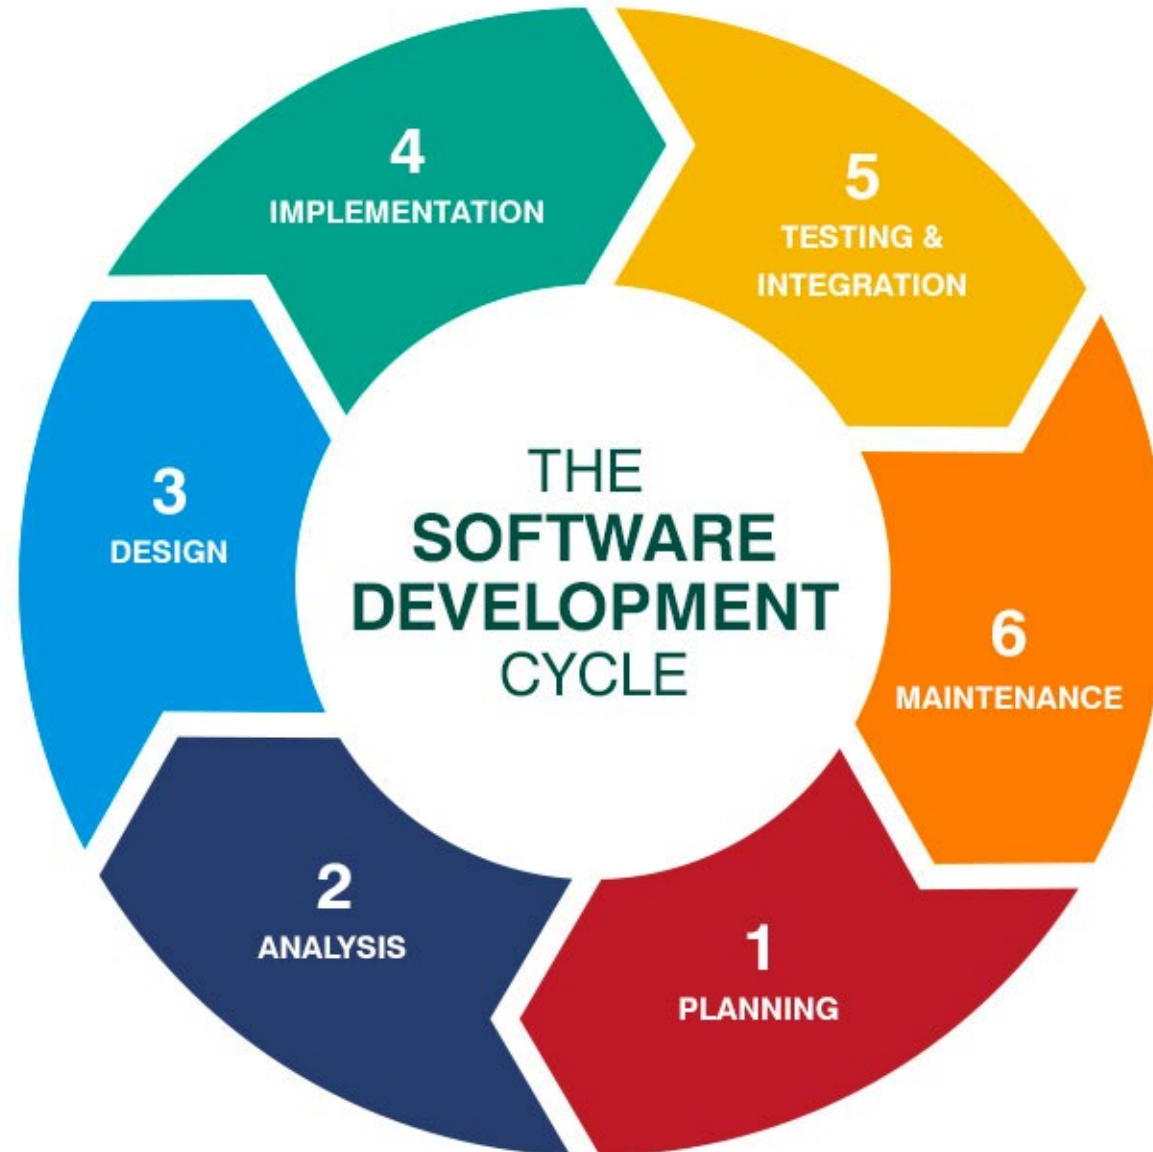 THE
SOFTWARE
DEVELOPMENT
CYCLE
1
PLANNING
2
ANALYSIS
3
DESIGN
4
IMPLEMENTATION
5
TESTING &
INTEGRATION
6
MAINTENANCE